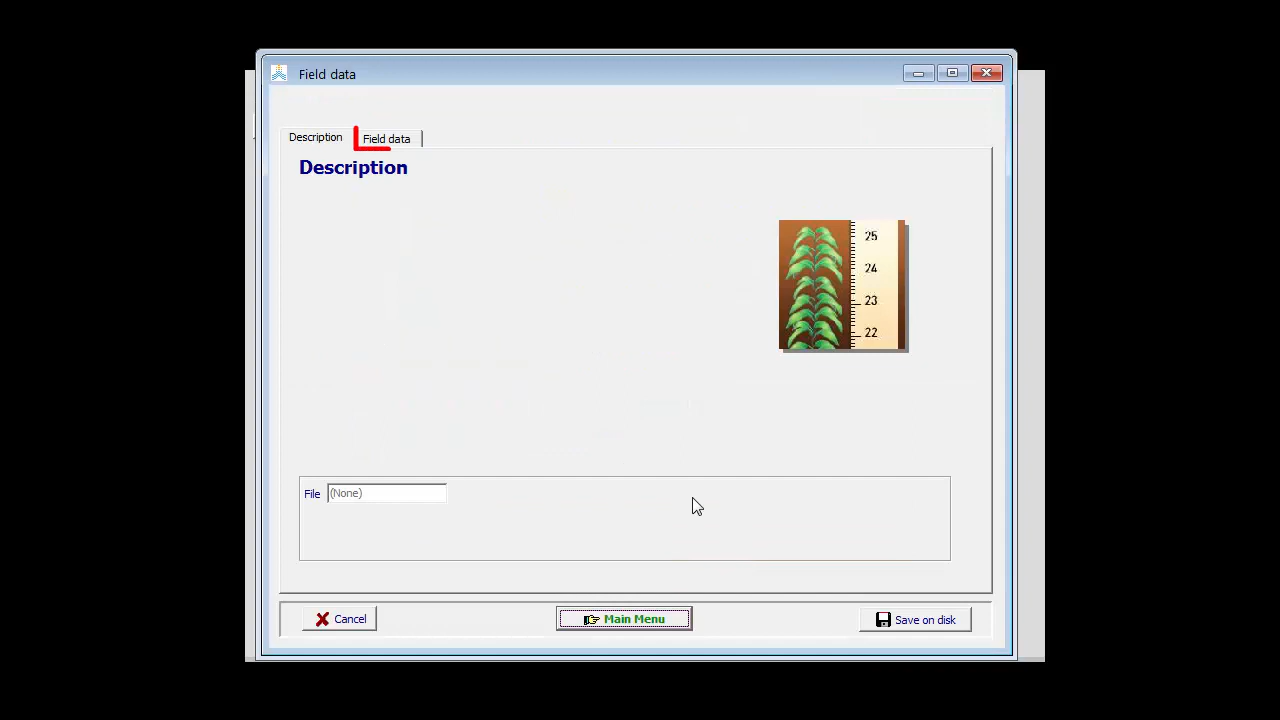 Field data
Description
Field data
Description
25
24
23
22
File
(None)
Cancel
Main Menu
Save on disk